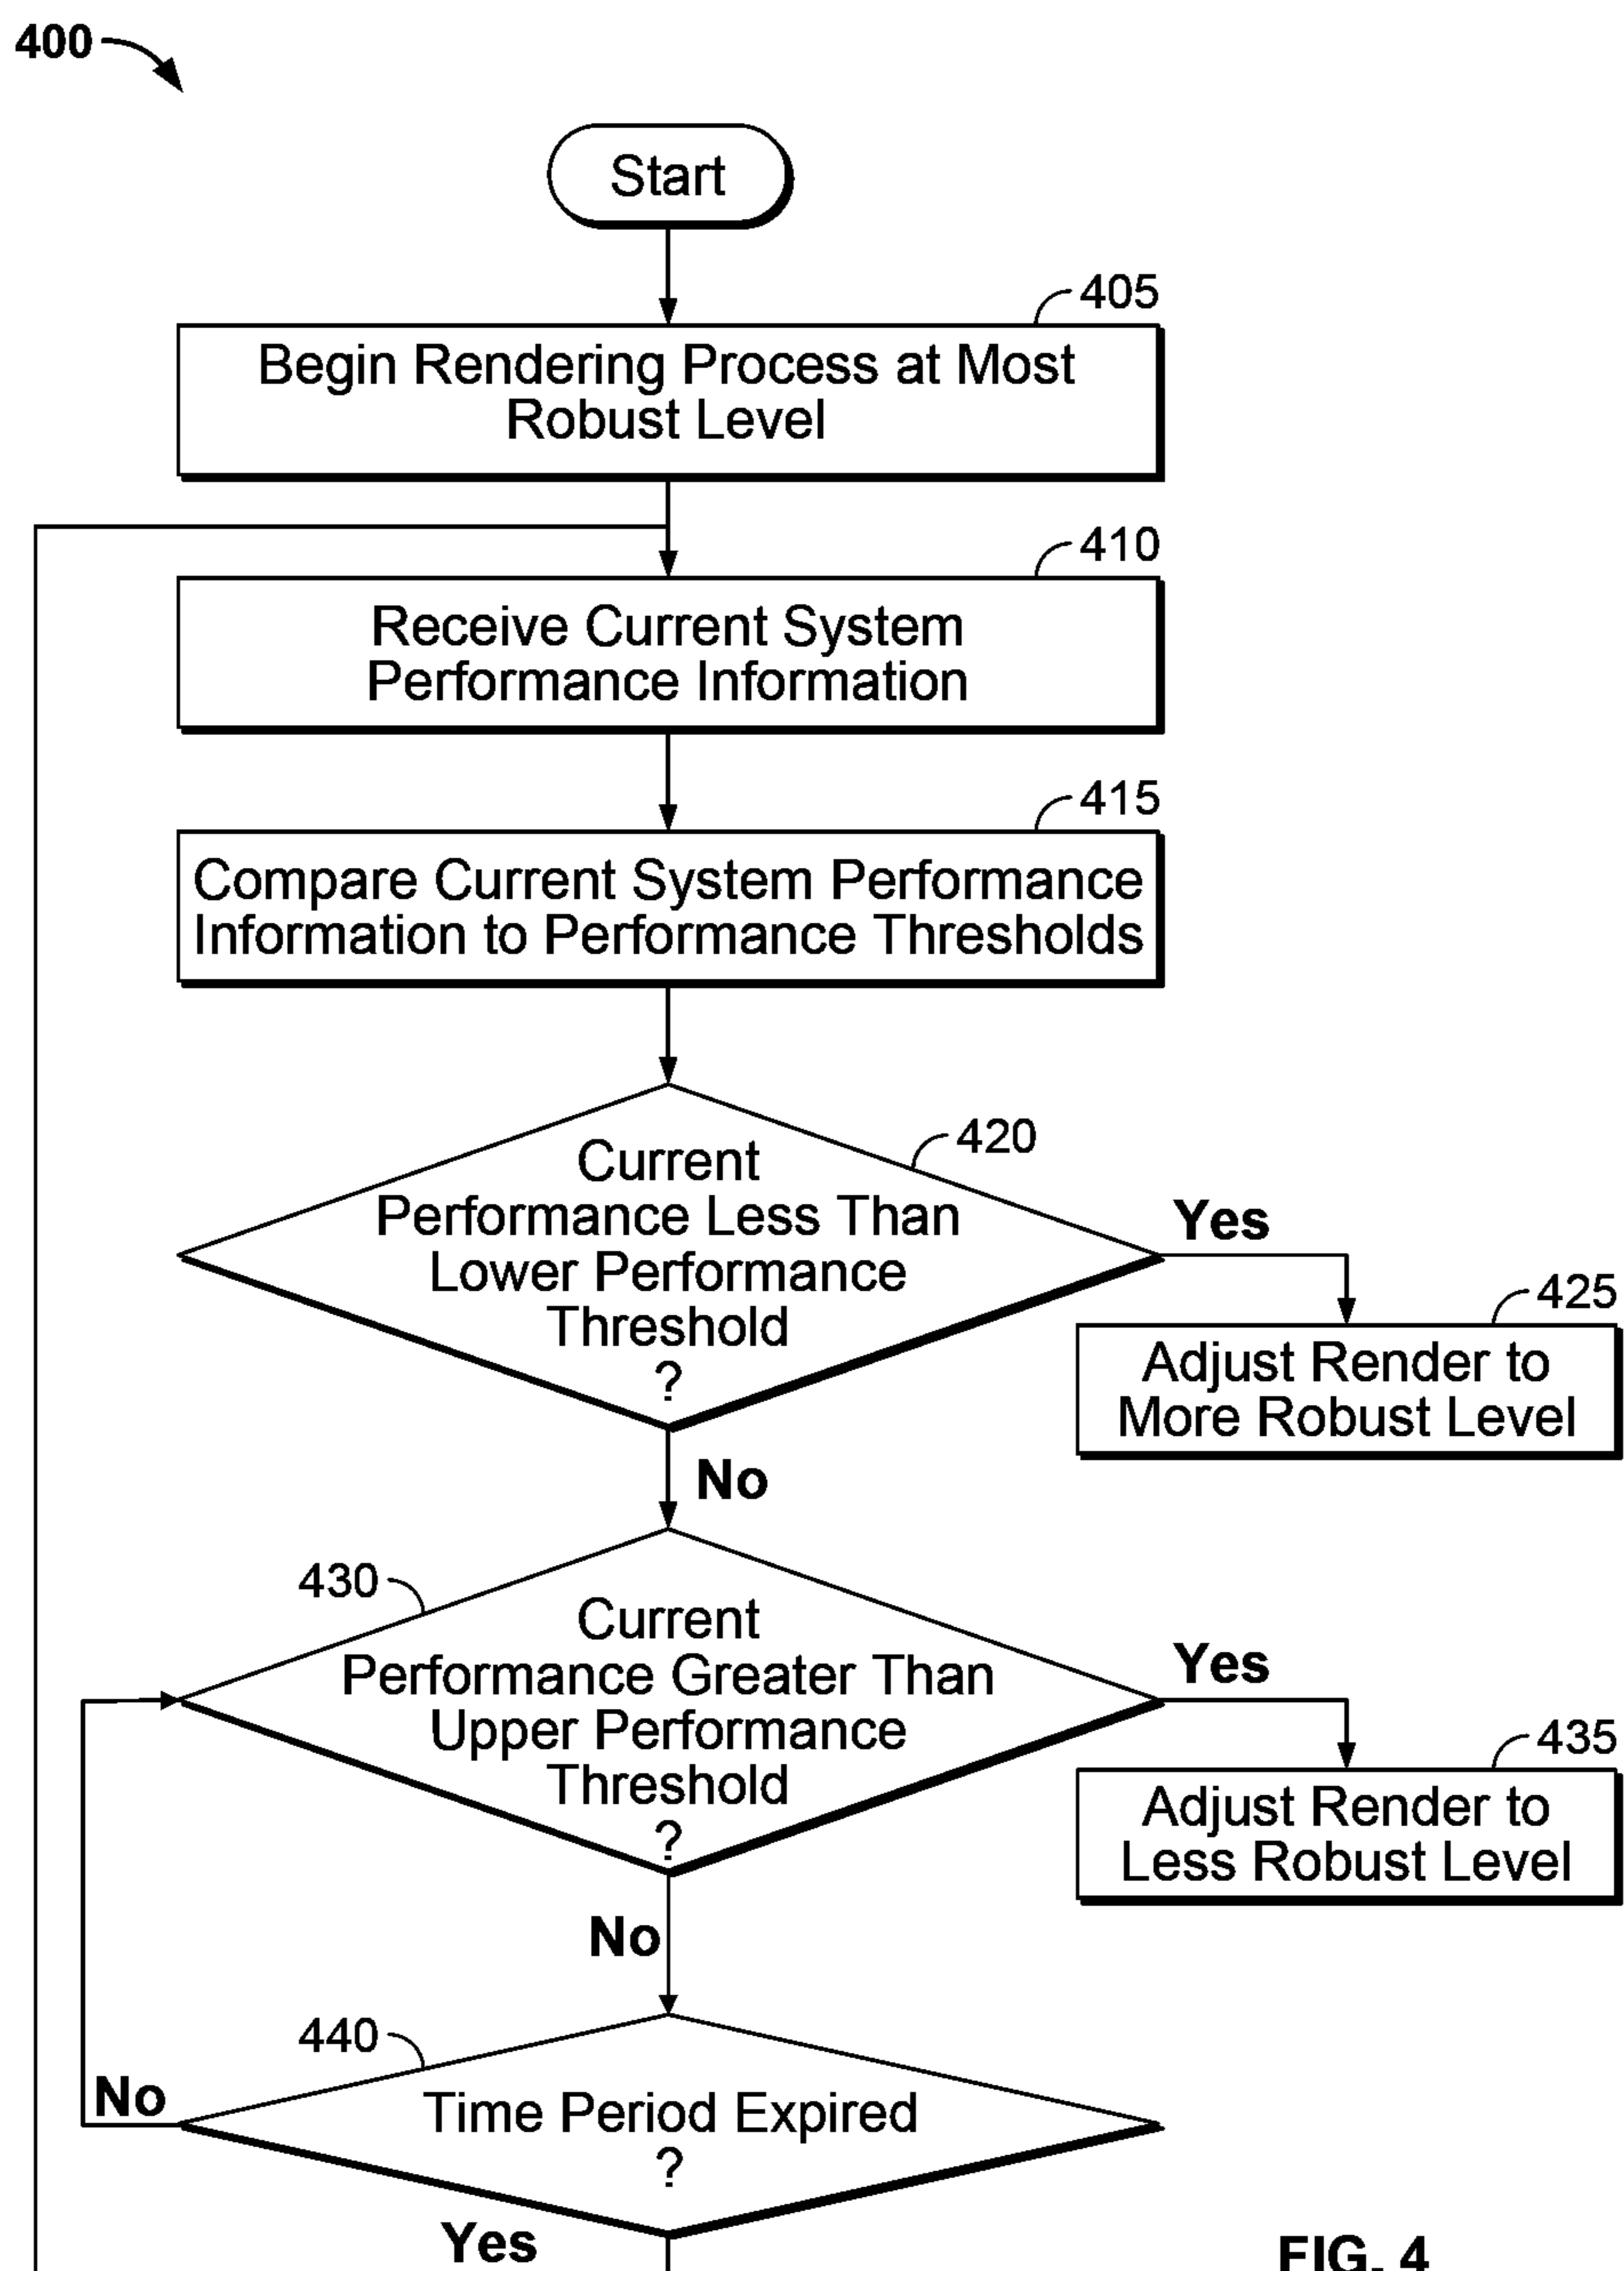 400
Start
405
Begin Rendering Process at Most
Robust Level
410
Receive Current System
Performance Information
415
Compare Current System Performance
Information to Performance Thresholds
420
Current
Performance Less Than
Lower Performance
Threshold
?
Yes
425
Adjust Render to
More Robust Level
No
430
Current
Performance Greater Than
Upper Performance
Threshold
?
Yes
435
Adjust Render to
Less Robust Level
No
440
Time Period Expired
?
No
Yes
FIG. 4